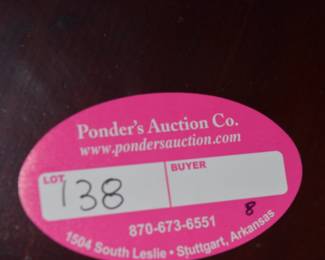 Ponder's Auction Co.
www.pondersauction.com
LOT BUYER
138
870-673-6551
8
1504 South Leslie • Stuttgart, Arkansas